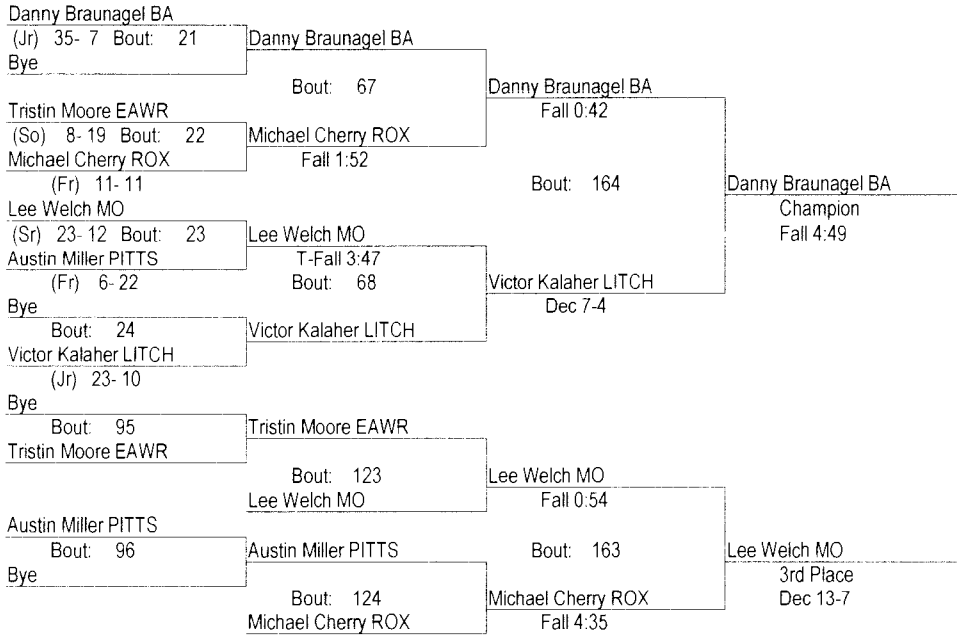 Danny Braunagel BA
(Jr) 35- 7 Bout: 21
Bye
Danny Braunagel BA
Bout: 67
Tristin Moore EAWR
(So) 8- 19 Bout: 22
Michael Cherry ROX
(Fr) 11- 11
Michael Cherry ROX
Fall 1:52
Danny Braunagel BA
Fall 0:42
Bout: 164
Lee Welch MO
(Sr) 23- 12 Bout: 23
Austin Miller PITTS
(Fr) 6- 22
Lee Welch MO
T-Fall 3:47
Bout: 68
Bye
Bout: 24
Victor Kalaher LITCH
(Jr) 23- 10
Victor Kalaher LITCH
Victor Kalaher LITCH
Dec 7-4
Danny Braunagel BA
Champion
Fall 4:49
Bye
Bout: 95
Tristin Moore EAWR
Tristin Moore EAWR
Bout: 123
Lee Welch MO
Lee Welch MO
Fall 0:54
Bout: 163
Austin Miller PITTS
Bout: 96
Bye
Austin Miller PITTS
Bout: 124
Michael Cherry ROX
Michael Cherry ROX
Fall 4:35
Lee Welch MO
3rd Place
Dec 13-7